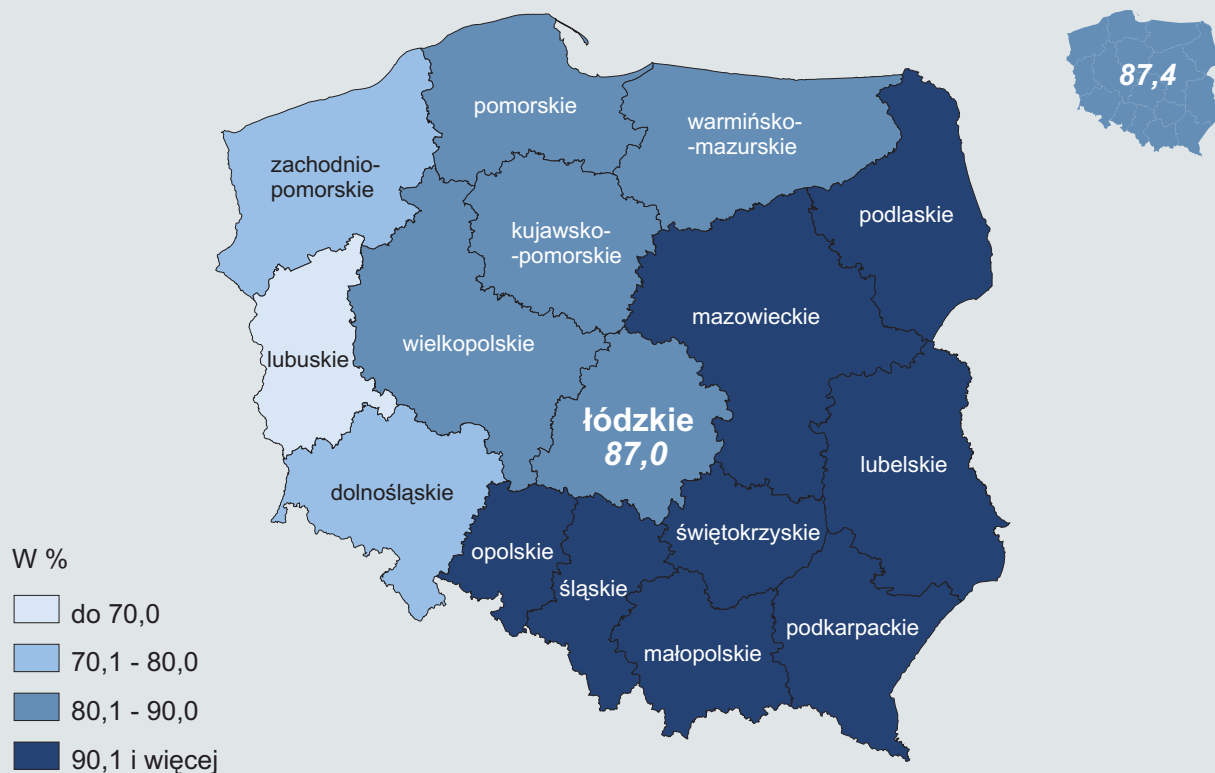 87,4
pomorskie
warmińsko-
-mazurskie
zachodnio-
pomorskie
podlaskie
kujawsko-
-pomorskie
mazowieckie
wielkopolskie
lubuskie
łódzkie
87,0
lubelskie
dolnośląskie
świętokrzyskie
opolskie
śląskie
podkarpackie
małopolskie
W %
do 70,0
70,1 - 80,0
80,1 - 90,0
90,1 i więcej